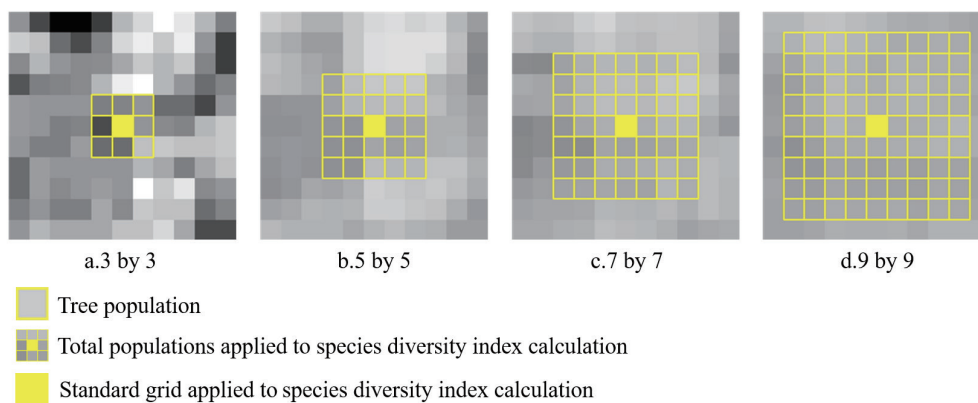 a.3 by 3
b.5 by 5
c.7 by 7
d.9 by 9
Tree population
Total populations applied to species diversity index calculation
Standard grid applied to species diversity index calculation